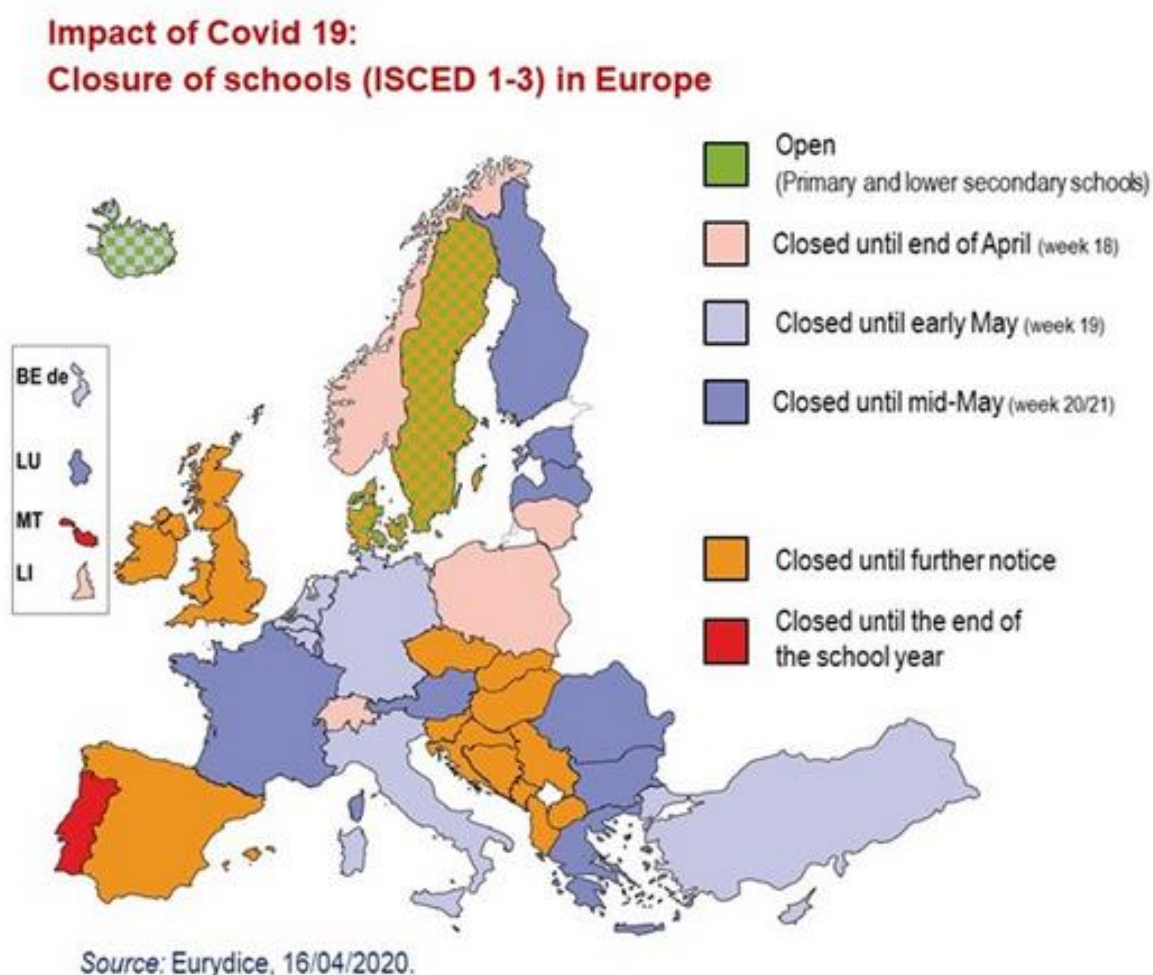 Impact of Covid 19:
Closure of schools (ISCED 1-3) in Europe
Open
(Primary and lower secondary schools)
Closed until end of April (week 18)
Closed until early May (week 19)
Closed until mid-May (week 20/21)
Closed until further notice
Closed until the end of
the school year
BE de
LU
MT
LI
Source: Eurydice, 16/04/2020.